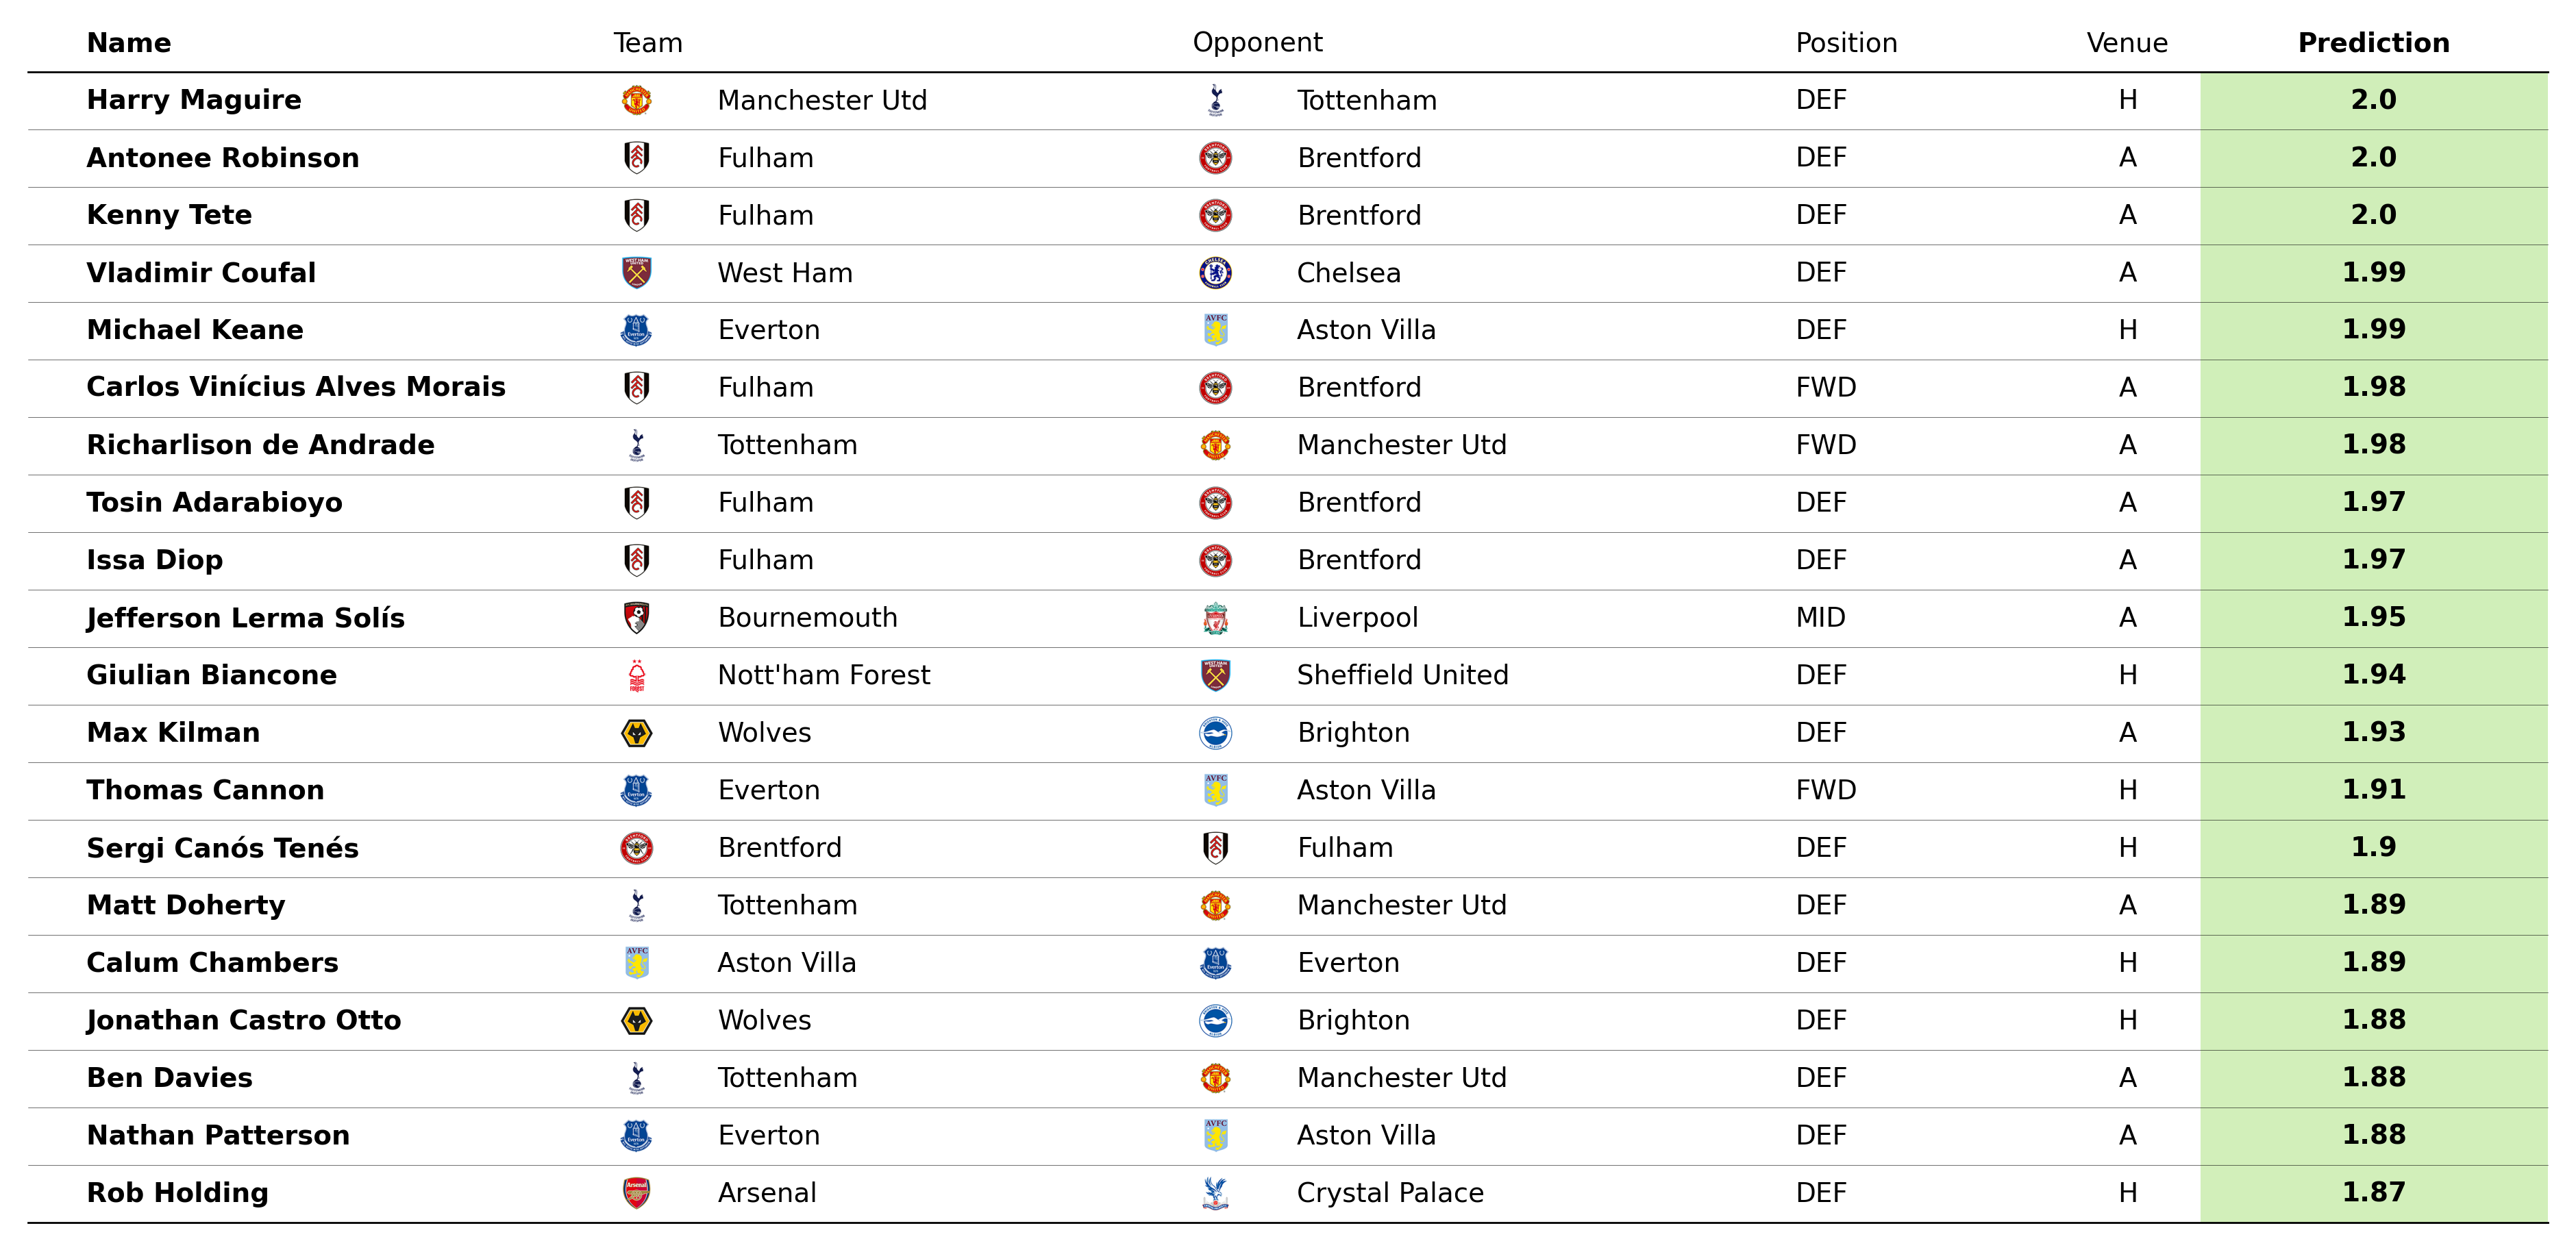 Name Team Opponent Position Venue Prediction
Harry Maguire Manchester Utd Tottenham DEF H 2.0
Antonee Robinson Fulham Brentford DEF A 2.0
Kenny Tete Fulham Brentford DEF A 2.0
Vladimir Coufal West Ham Chelsea DEF A 1.99
Michael Keane Everton Aston Villa DEF H 1.99
Carlos Vinícius Alves Morais Fulham Brentford FWD A 1.98
Richarlison de Andrade Tottenham Manchester Utd FWD A 1.98
Tosin Adarabioyo Fulham Brentford DEF A 1.97
Issa Diop Fulham Brentford DEF A 1.97
Jefferson Lerma Solís Bournemouth Liverpool MID A 1.95
Giulian Biancone Nott'ham Forest Sheffield United DEF H 1.94
Max Kilman Wolves Brighton DEF A 1.93
Thomas Cannon Everton Aston Villa FWD H 1.91
Sergi Canós Tenés Brentford Fulham DEF H 1.9
Matt Doherty Tottenham Manchester Utd DEF A 1.89
Calum Chambers Aston Villa Everton DEF H 1.89
Jonathan Castro Otto Wolves Brighton DEF H 1.88
Ben Davies Tottenham Manchester Utd DEF A 1.88
Nathan Patterson Everton Aston Villa DEF A 1.88
Rob Holding Arsenal Crystal Palace DEF H 1.87